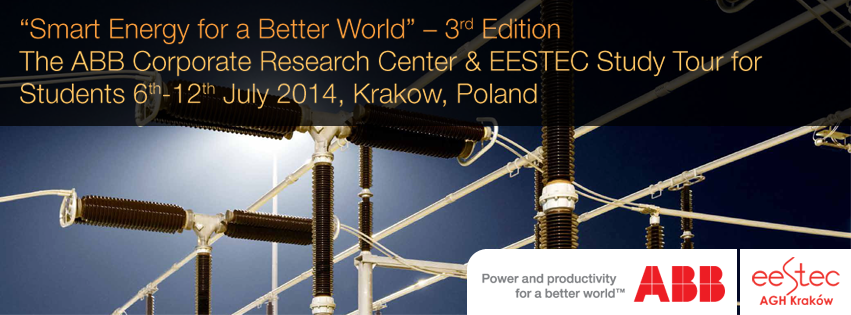 “Smart Energy for a Better World” – 3rd Edition
The ABB Corporate Research Center & EESTEC Study Tour for
Students 6th-12th July 2014, Krakow, Poland
Power and productivity
for a better world™
ABB
eeStec
AGH Kraków